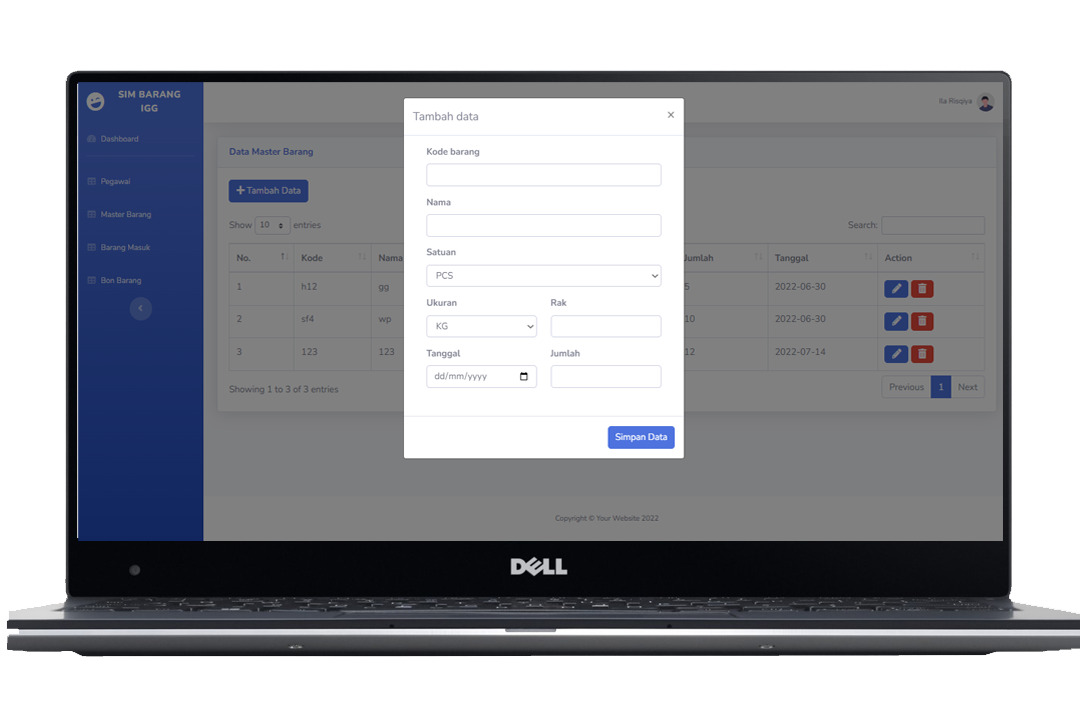 SIM BARANG
IGG
Ila Risqiya
Dashboard
Pegawai
Master Barang
Barang Masuk
Bon Barang
Data Master Barang
Tambah Data
Show 10 entries
Search:
No. Kode Nama Jumlah Tanggal Action
1 h12 gg 5 2022-06-30
2 sf4 wp 10 2022-06-30
3 123 123 12 2022-07-14
Showing 1 to 3 of 3 entries
Previous 1 Next
Tambah data
×
Kode barang
Nama
Satuan
PCS
Ukuran Rak
KG
Tanggal Jumlah
dd/mm/yyyy
Simpan Data
Copyright © Your Website 2022
DELL